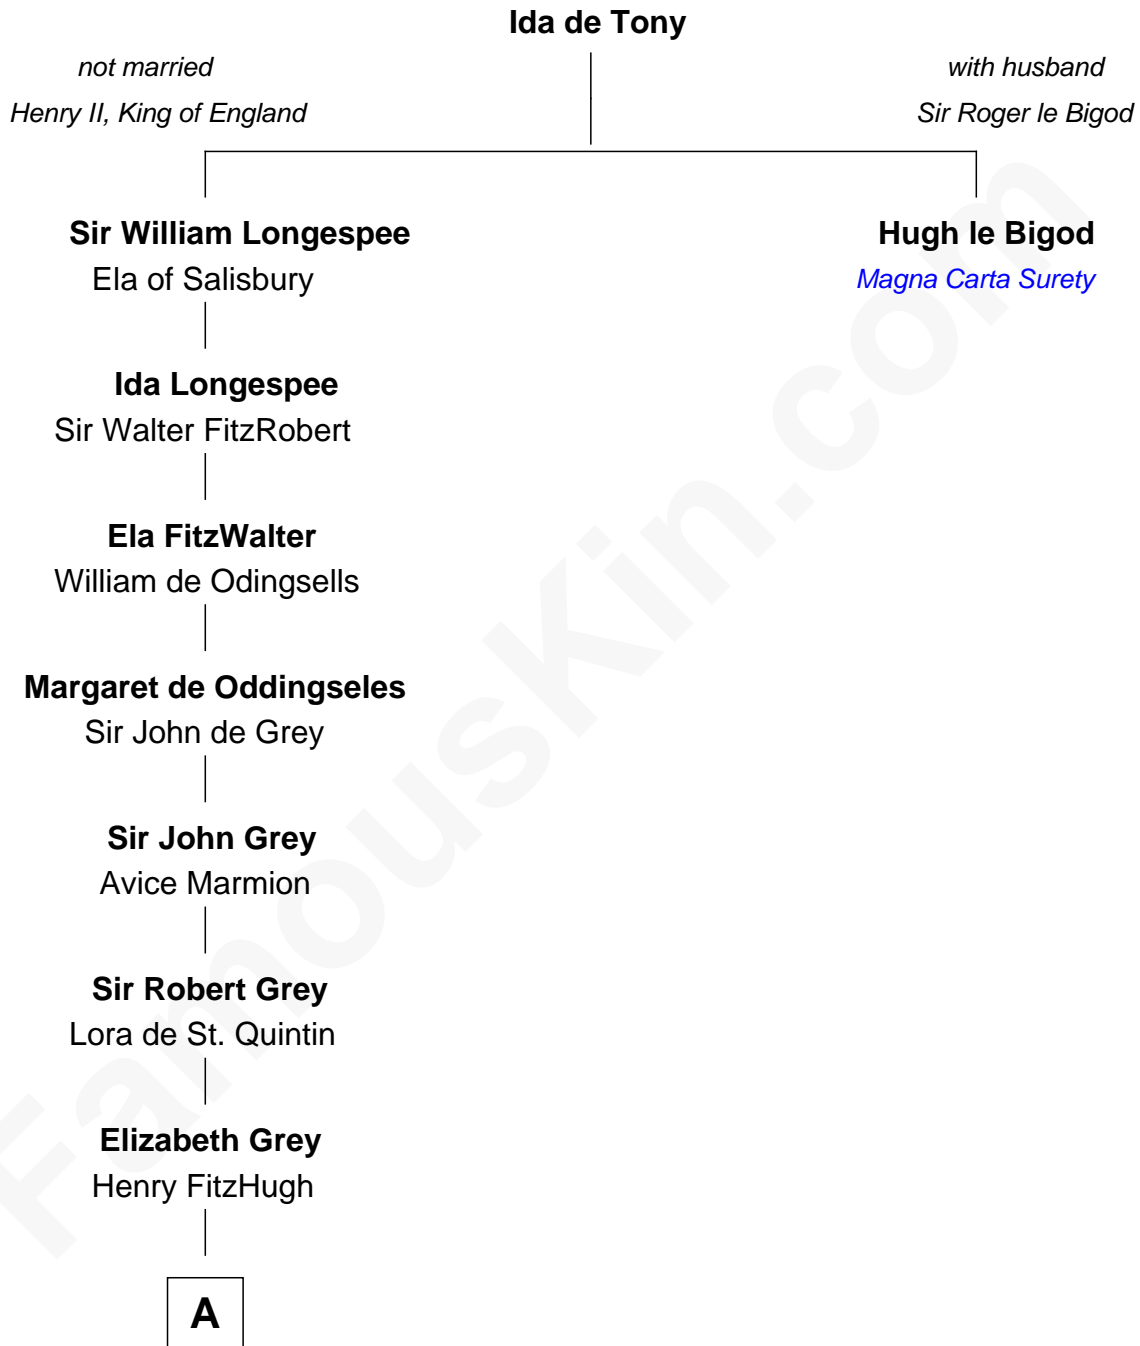 Ida de Tony
not married
with husband
Henry II, King of England
Sir Roger le Bigod
Sir William Longespee
Hugh le Bigod
Ela of Salisbury
Magna Carta Surety
Ida Longespee
Sir Walter FitzRobert
Ela FitzWalter
William de Odingsells
Margaret de Oddingseles
Sir John de Grey
Sir John Grey
Avice Marmion
Sir Robert Grey
Lora de St. Quintin
Elizabeth Grey
Henry FitzHugh
A
FamousKin.com